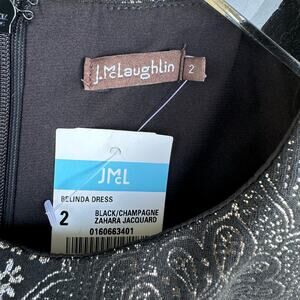 J.McLaughlin 2
JMcL
BELINDA DRESS
2 BLACK/CHAMPAGNE
ZAHARA JACQUARD
0160663401